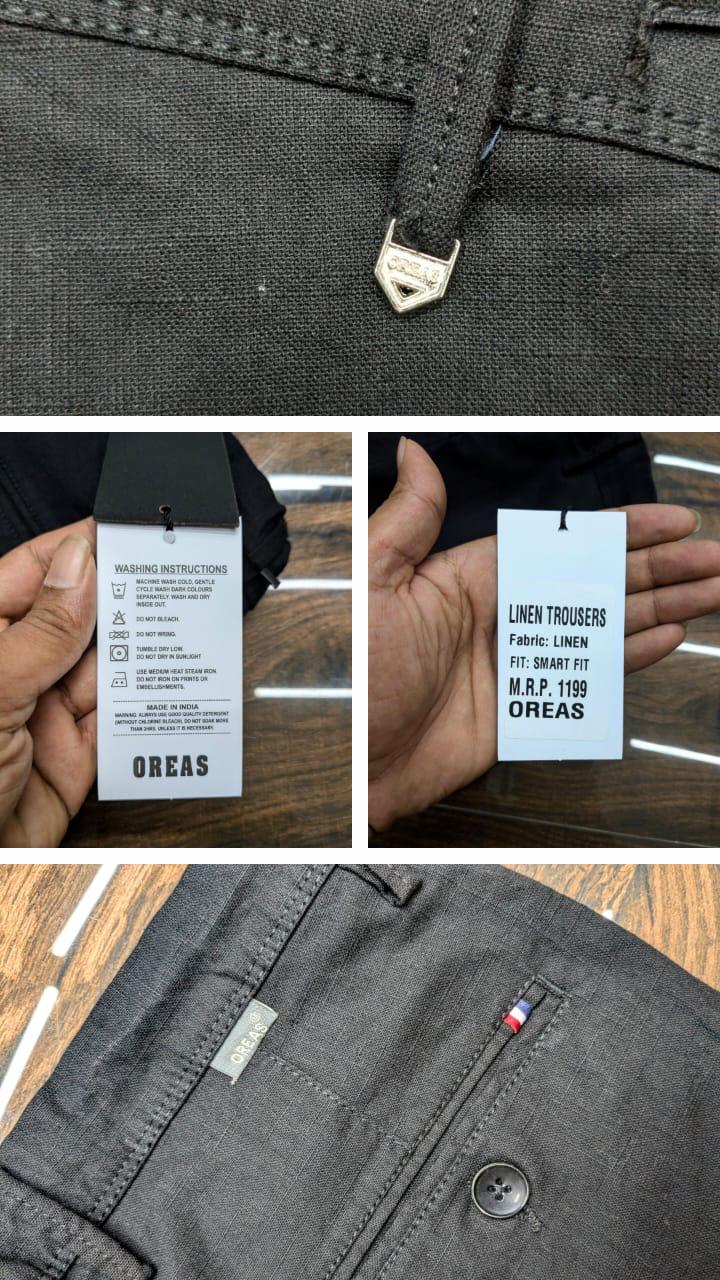 OREAS
WASHING INSTRUCTIONS
MACHINE WASH COLD, GENTLE
CYCLE WASH DARK COLOURS
SEPARATELY. WASH AND DRY
INSIDE OUT.
DO NOT BLEACH.
DO NOT WRING.
TUMBLE DRY LOW.
DO NOT DRY IN SUNLIGHT
USE MEDIUM HEAT STEAM IRON.
DO NOT IRON ON PRINTS OR
EMBELLISHMENTS.
MADE IN INDIA
WARNING: ALWAYS USE GOOD QUALITY DETERGENT
(WITHOUT CHLORINT BLEACH). DO NOT SOAK MORE
THAN 2HRS. UNLESS IT IS NECESSARY.
OREAS
LINEN TROUSERS
Fabric: LINEN
FIT: SMART FIT
M.R.P. 1199
OREAS
OREAS®